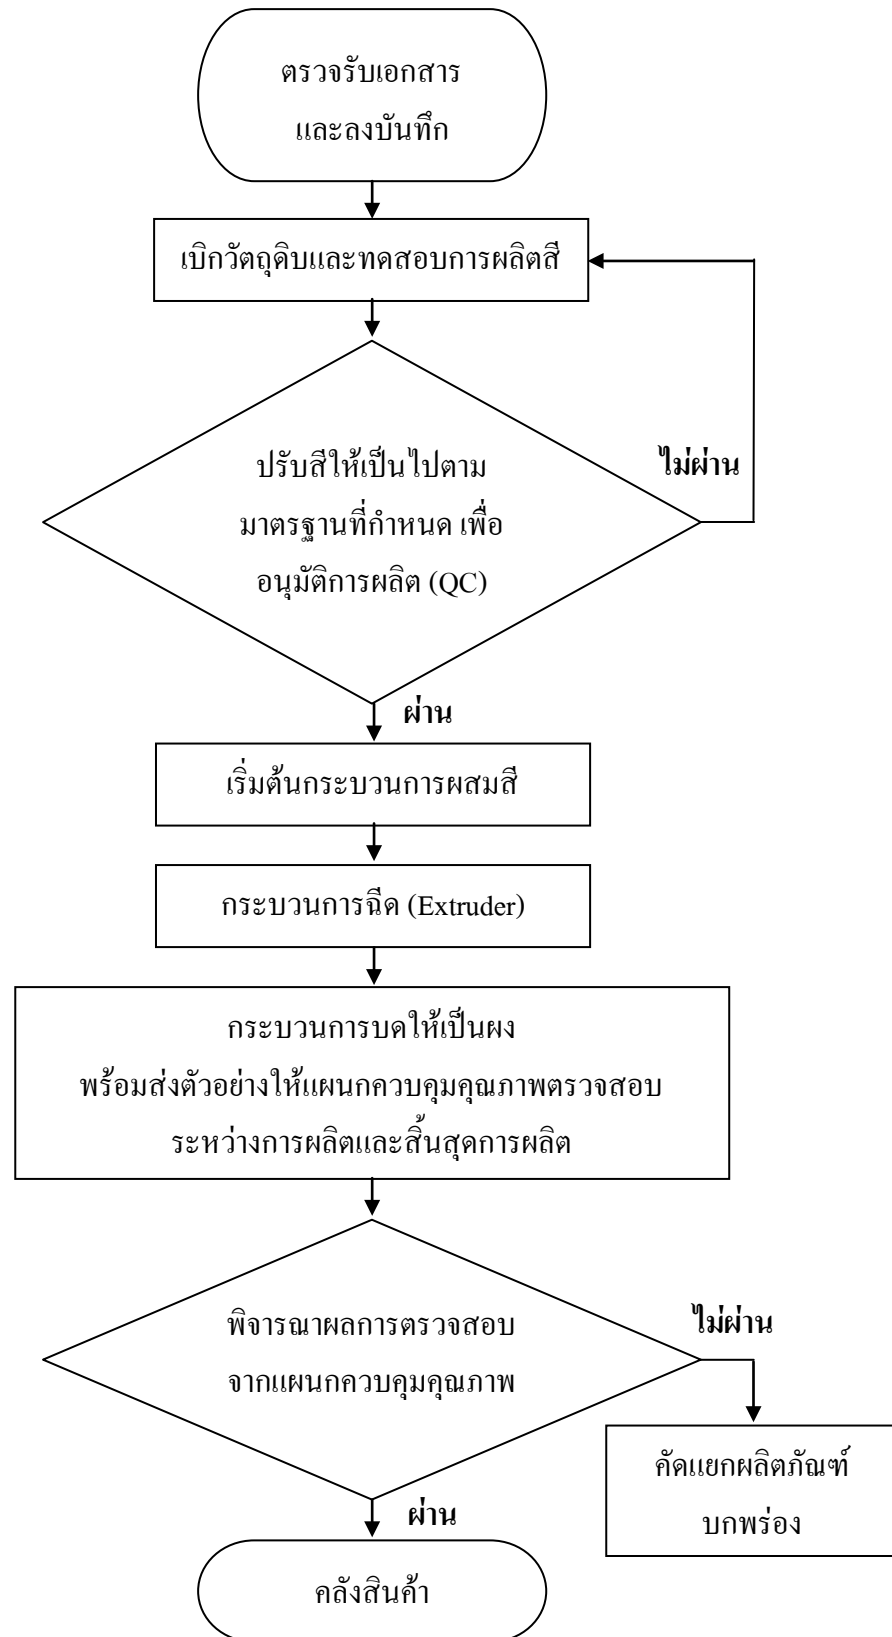 ตรวจรับเอกสาร
และลงบันทึก
เบิกวัตถุดิบและทดสอบการผลิตสี
ปรับสีให้เป็นไปตาม
มาตรฐานที่กำหนด เพื่อ
อนุมัติการผลิต (QC)
ไม่ผ่าน
ผ่าน
เริ่มต้นกระบวนการผสมสี
กระบวนการฉีด (Extruder)
กระบวนการบดให้เป็นผง
พร้อมส่งตัวอย่างให้แผนกควบคุมคุณภาพตรวจสอบ
ระหว่างการผลิตและสิ้นสุดการผลิต
พิจารณาผลการตรวจสอบ
จากแผนกควบคุมคุณภาพ
ไม่ผ่าน
คัดแยกผลิตภัณฑ์
บกพร่อง
ผ่าน
คลังสินค้า